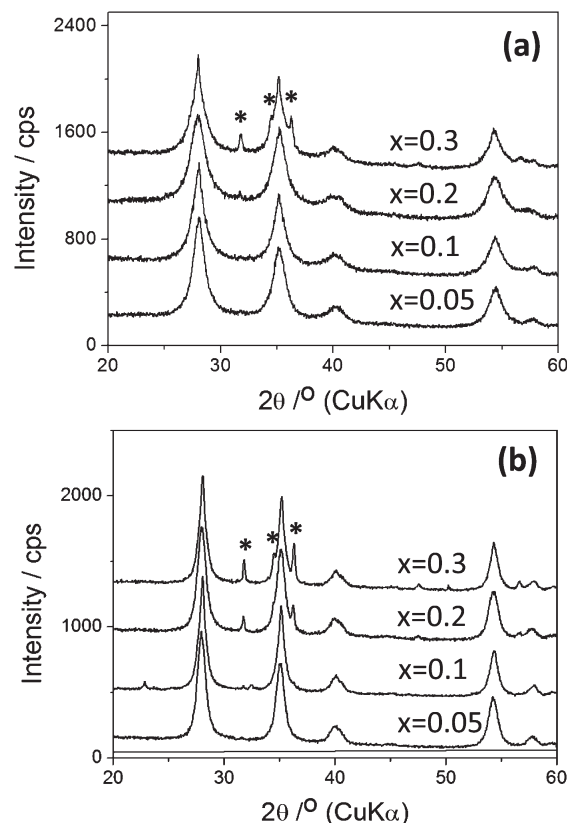 (a)
2400
1600
800
0
Intensity / cps
* * *
x=0.3
x=0.2
x=0.1
x=0.05
20 30 40 50 60
2θ /º (CuKα)
(b)
2000
1000
0
Intensity / cps
* * *
x=0.3
x=0.2
x=0.1
x=0.05
20 30 40 50 60
2θ /º (CuKα)